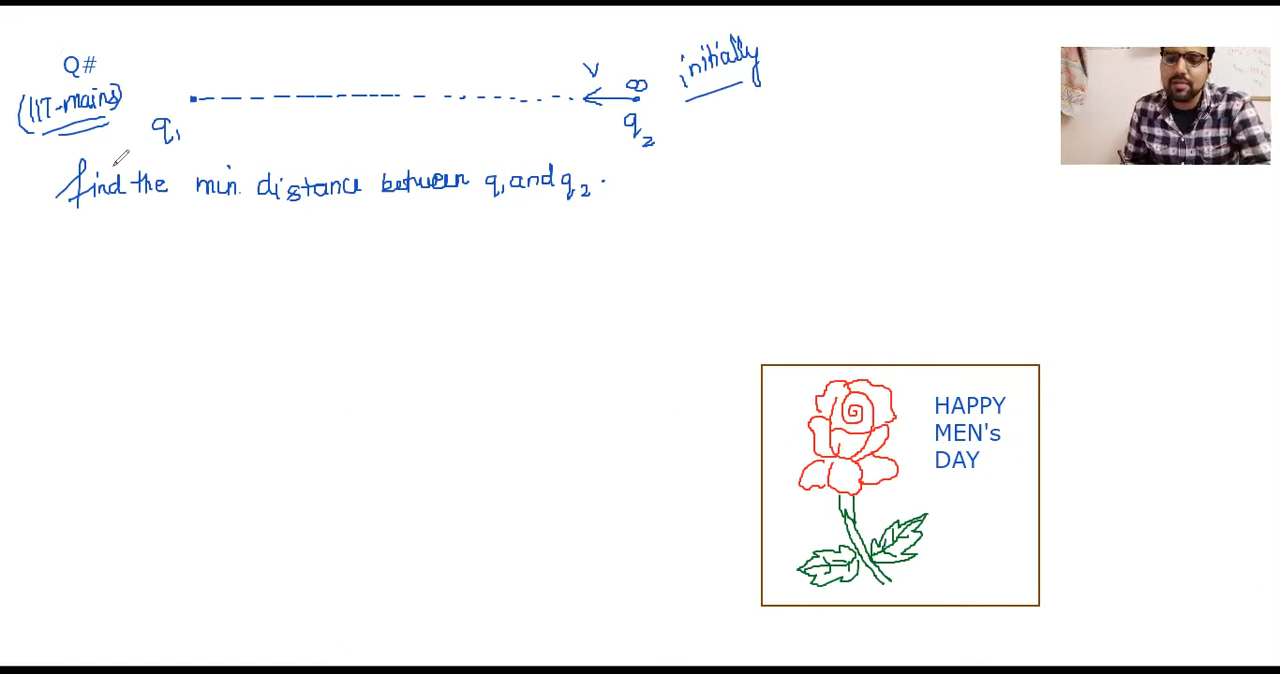 Q#
(IIT-mains)
v
∞
initially
q₁
q₂
find the min. distance between q₁ and q₂.
HAPPY
MEN's
DAY